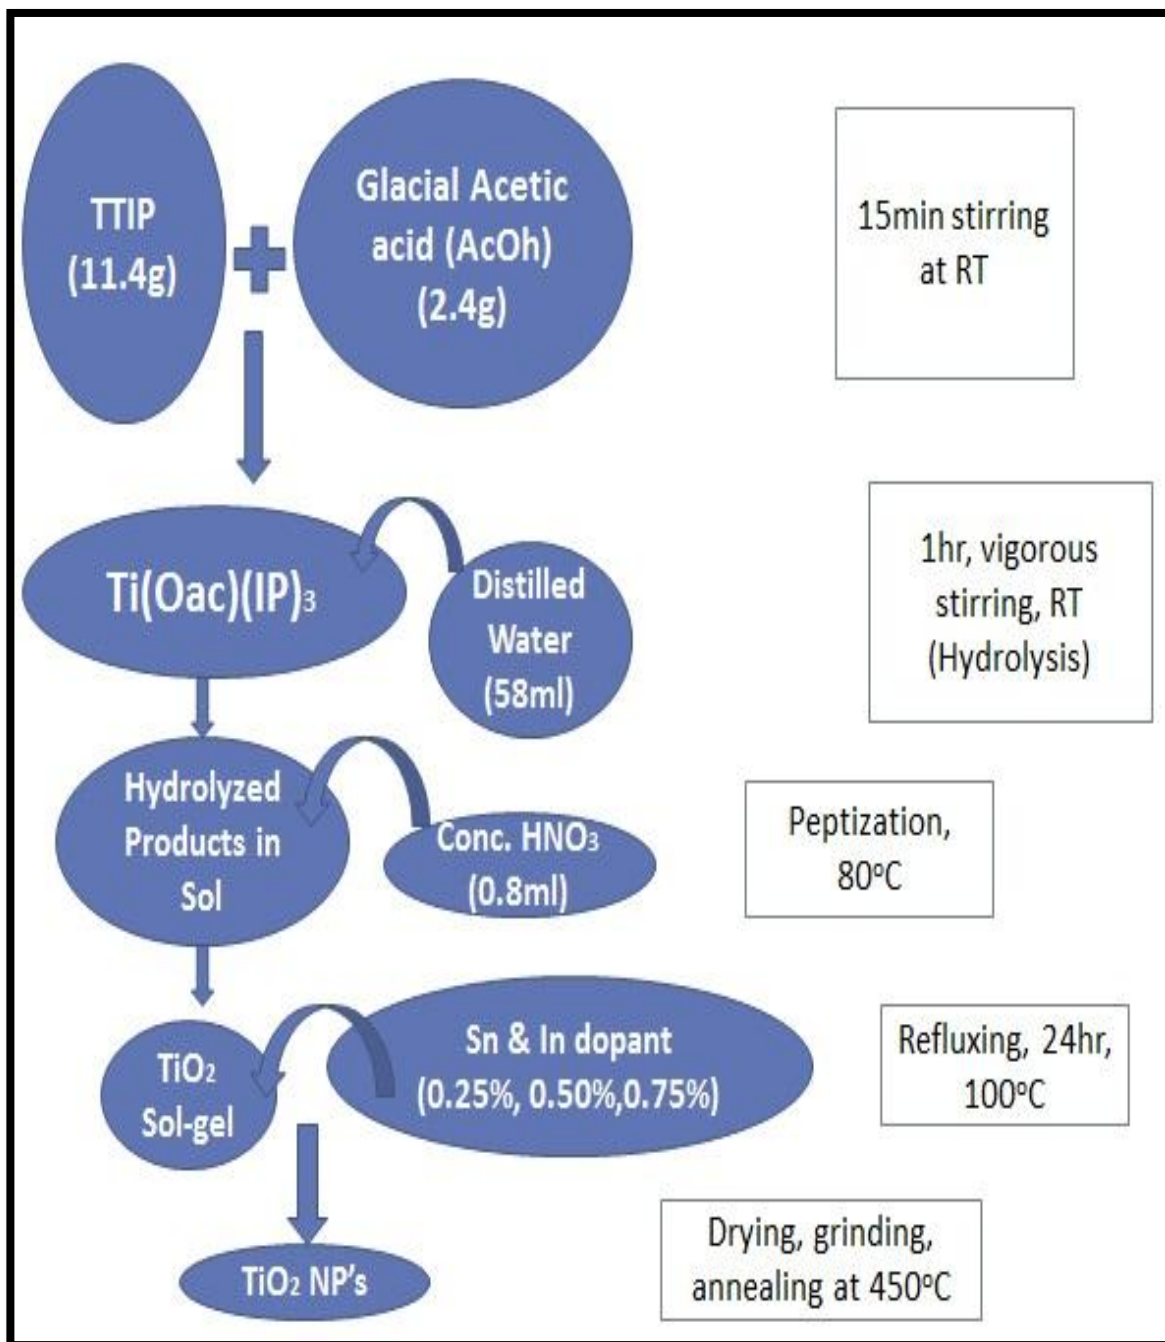 TTIP
(11.4g)
Glacial Acetic
acid (AcOh)
(2.4g)
15min stirring
at RT
Ti(Oac)(IP)₃
Distilled
Water
(58ml)
1hr, vigorous
stirring, RT
(Hydrolysis)
Hydrolyzed
Products in
Sol
Conc. HNO₃
(0.8ml)
Peptization,
80ºC
TiO₂
Sol-gel
Sn & In dopant
(0.25%, 0.50%,0.75%)
Refluxing, 24hr,
100ºC
TiO₂ NP's
Drying, grinding,
annealing at 450ºC